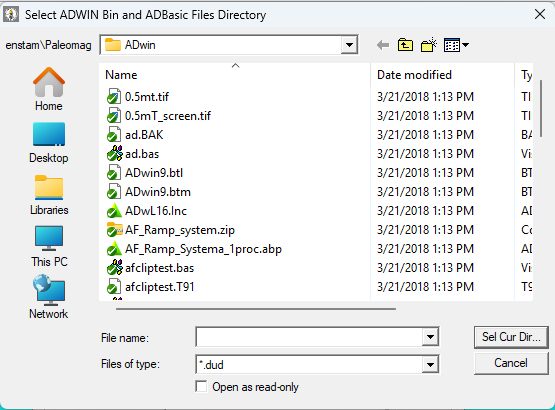 Select ADWIN Bin and ADBasic Files Directory
enstam\Paleomag
ADwin
Name
Date modified
Ty
0.5mt.tif 3/21/2018 1:13 PM TI
0.5mT_screen.tif 3/21/2018 1:13 PM TI
ad.BAK 3/21/2018 1:13 PM BA
ad.bas 3/21/2018 1:13 PM Vi
ADwin9.btl 3/21/2018 1:13 PM BT
ADwin9.btm 3/21/2018 1:13 PM BT
ADwL16.Inc 3/21/2018 1:13 PM AD
AF_Ramp_system.zip 3/21/2018 1:13 PM Co
AF_Ramp_Systema_1proc.abp 3/21/2018 1:13 PM AD
afcliptest.bas 3/21/2018 1:13 PM Vi
afcliptest.T91 3/21/2018 1:13 PM T9
Home
Desktop
Libraries
This PC
Network
File name:
Sel Cur Dir...
Files of type:
*.dud
Cancel
Open as read-only